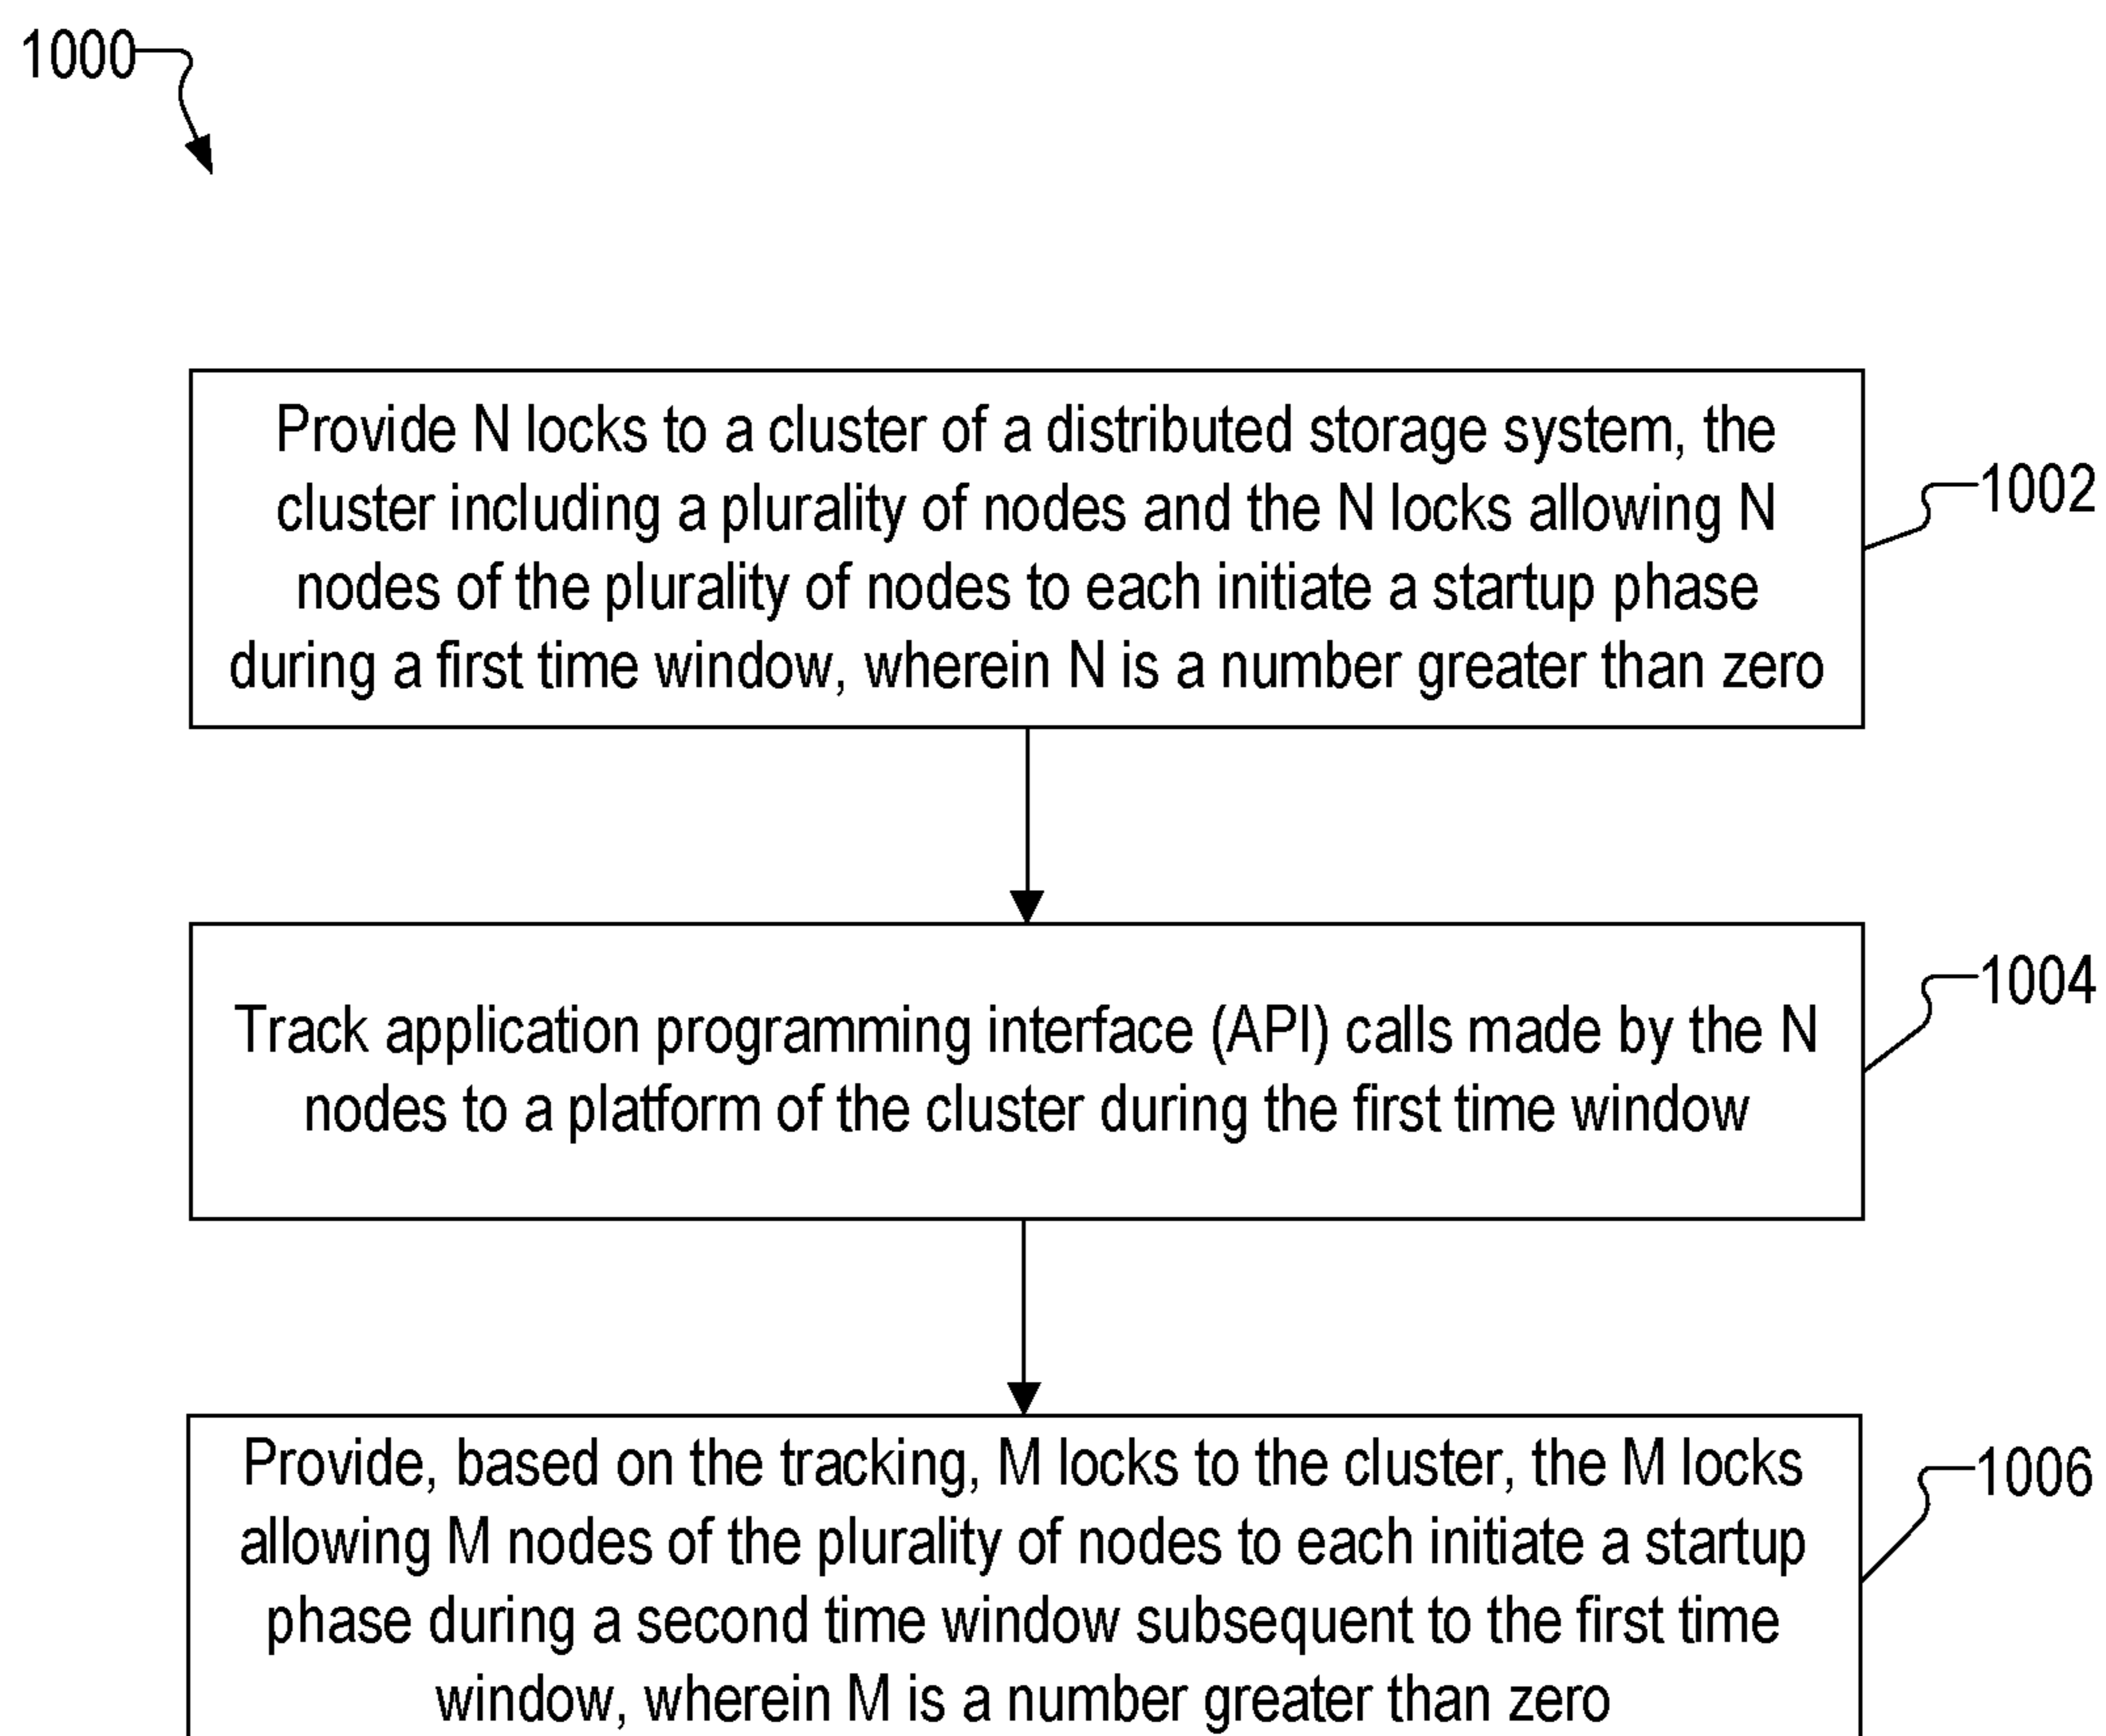 1000
Provide N locks to a cluster of a distributed storage system, the
cluster including a plurality of nodes and the N locks allowing N
nodes of the plurality of nodes to each initiate a startup phase
during a first time window, wherein N is a number greater than zero
1002
Track application programming interface (API) calls made by the N
nodes to a platform of the cluster during the first time window
1004
Provide, based on the tracking, M locks to the cluster, the M locks
allowing M nodes of the plurality of nodes to each initiate a startup
phase during a second time window subsequent to the first time
window, wherein M is a number greater than zero
1006